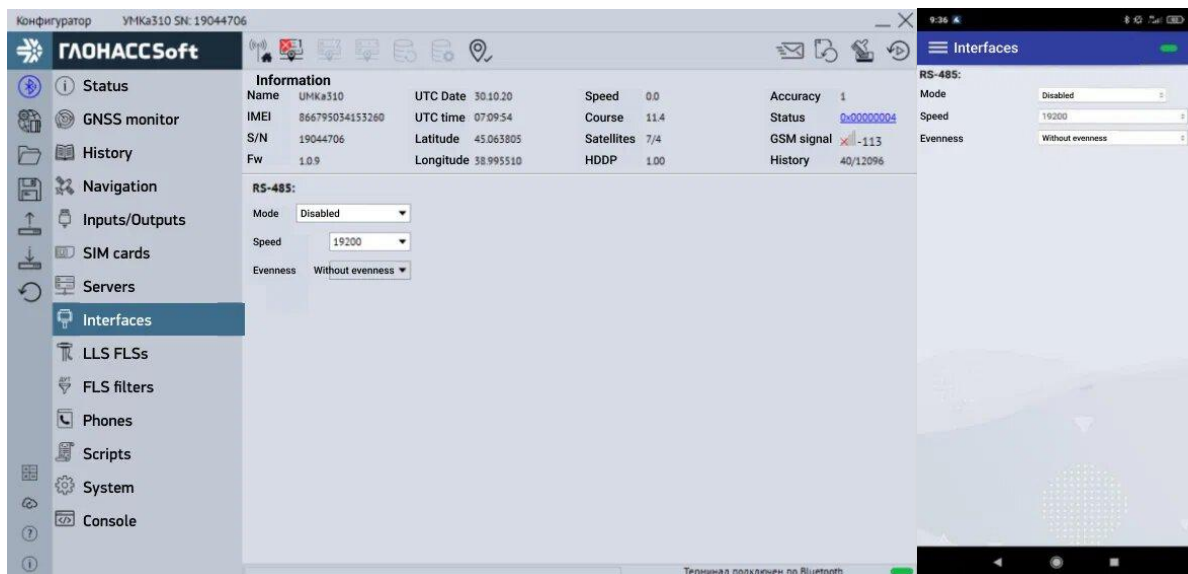 Конфигуратор УМКа310 SN: 19044706
ГЛОНАССSoft
Status
GNSS monitor
History
Navigation
Inputs/Outputs
SIM cards
Servers
Interfaces
LLS FLSs
FLS filters
Phones
Scripts
System
Console
Information
Name UMKa310 UTC Date 30.10.20 Speed 0.0 Accuracy 1
IMEI 866795034153260 UTC time 07:09:54 Course 11.4 Status 0x00000004
S/N 19044706 Latitude 45.063805 Satellites 7/4 GSM signal -113
Fw 1.0.9 Longitude 38.995510 HDDP 1.00 History 40/12096
RS-485:
Mode Disabled
Speed 19200
Evenness Without evenness
Терминал подключен по Bluetooth
9:36
Interfaces
RS-485:
Mode Disabled
Speed 19200
Evenness Without evenness